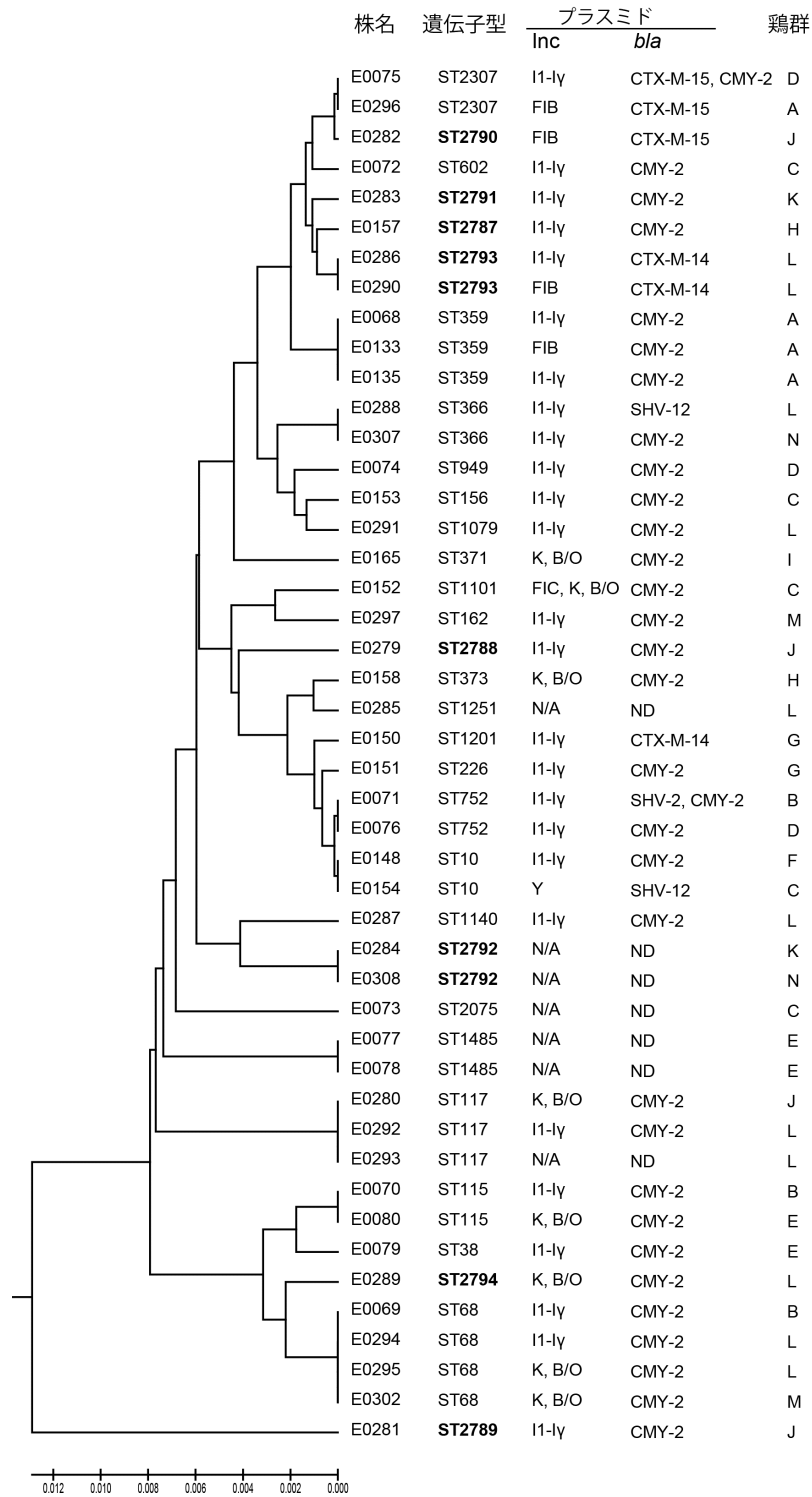 株名 遺伝子型 プラスミド 鶏群
Inc bla
E0075 ST2307 I1-Iγ CTX-M-15, CMY-2 D
E0296 ST2307 FIB CTX-M-15 A
E0282 ST2790 FIB CTX-M-15 J
E0072 ST602 I1-Iγ CMY-2 C
E0283 ST2791 I1-Iγ CMY-2 K
E0157 ST2787 I1-Iγ CMY-2 H
E0286 ST2793 I1-Iγ CTX-M-14 L
E0290 ST2793 FIB CTX-M-14 L
E0068 ST359 I1-Iγ CMY-2 A
E0133 ST359 FIB CMY-2 A
E0135 ST359 I1-Iγ CMY-2 A
E0288 ST366 I1-Iγ SHV-12 L
E0307 ST366 I1-Iγ CMY-2 N
E0074 ST949 I1-Iγ CMY-2 D
E0153 ST156 I1-Iγ CMY-2 C
E0291 ST1079 I1-Iγ CMY-2 L
E0165 ST371 K, B/O CMY-2 I
E0152 ST1101 FIC, K, B/O CMY-2 C
E0297 ST162 I1-Iγ CMY-2 M
E0279 ST2788 I1-Iγ CMY-2 J
E0158 ST373 K, B/O CMY-2 H
E0285 ST1251 N/A ND L
E0150 ST1201 I1-Iγ CTX-M-14 G
E0151 ST226 I1-Iγ CMY-2 G
E0071 ST752 I1-Iγ SHV-2, CMY-2 B
E0076 ST752 I1-Iγ CMY-2 D
E0148 ST10 I1-Iγ CMY-2 F
E0154 ST10 Y SHV-12 C
E0287 ST1140 I1-Iγ CMY-2 L
E0284 ST2792 N/A ND K
E0308 ST2792 N/A ND N
E0073 ST2075 N/A ND C
E0077 ST1485 N/A ND E
E0078 ST1485 N/A ND E
E0280 ST117 K, B/O CMY-2 J
E0292 ST117 I1-Iγ CMY-2 L
E0293 ST117 N/A ND L
E0070 ST115 I1-Iγ CMY-2 B
E0080 ST115 K, B/O CMY-2 E
E0079 ST38 I1-Iγ CMY-2 E
E0289 ST2794 K, B/O CMY-2 L
E0069 ST68 I1-Iγ CMY-2 B
E0294 ST68 I1-Iγ CMY-2 L
E0295 ST68 K, B/O CMY-2 L
E0302 ST68 K, B/O CMY-2 M
E0281 ST2789 I1-Iγ CMY-2 J
0.012 0.010 0.008 0.006 0.004 0.002 0.000